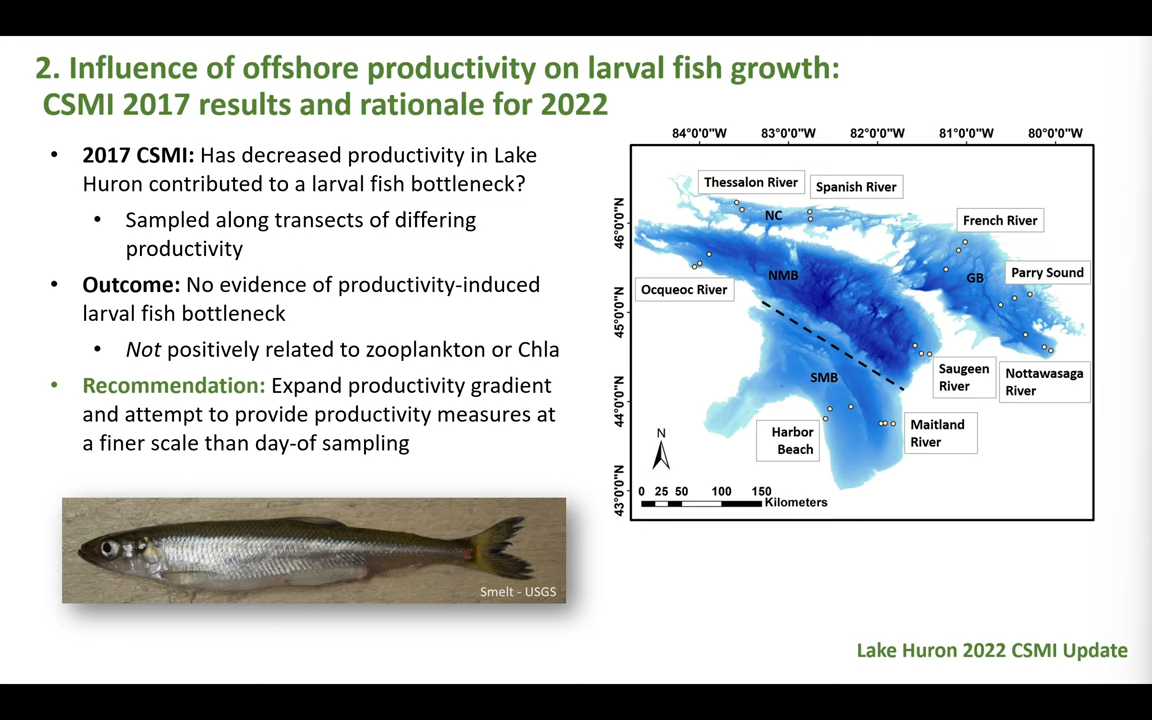 2. Influence of offshore productivity on larval fish growth:
CSMI 2017 results and rationale for 2022
• 2017 CSMI: Has decreased productivity in Lake
Huron contributed to a larval fish bottleneck?
• Sampled along transects of differing
productivity
• Outcome: No evidence of productivity-induced
larval fish bottleneck
• Not positively related to zooplankton or Chla
• Recommendation: Expand productivity gradient
and attempt to provide productivity measures at
a finer scale than day-of sampling
Smelt - USGS
84°0'0"W 83°0'0"W 82°0'0"W 81°0'0"W 80°0'0"W
46°0'0"N
45°0'0"N
44°0'0"N
43°0'0"N
Thessalon River
Spanish River
NC
French River
NMB
GB
Parry Sound
Ocqueoc River
SMB
Saugeen
River
Nottawasaga
River
Harbor
Beach
Maitland
River
N
0 25 50 100 150
Kilometers
Lake Huron 2022 CSMI Update